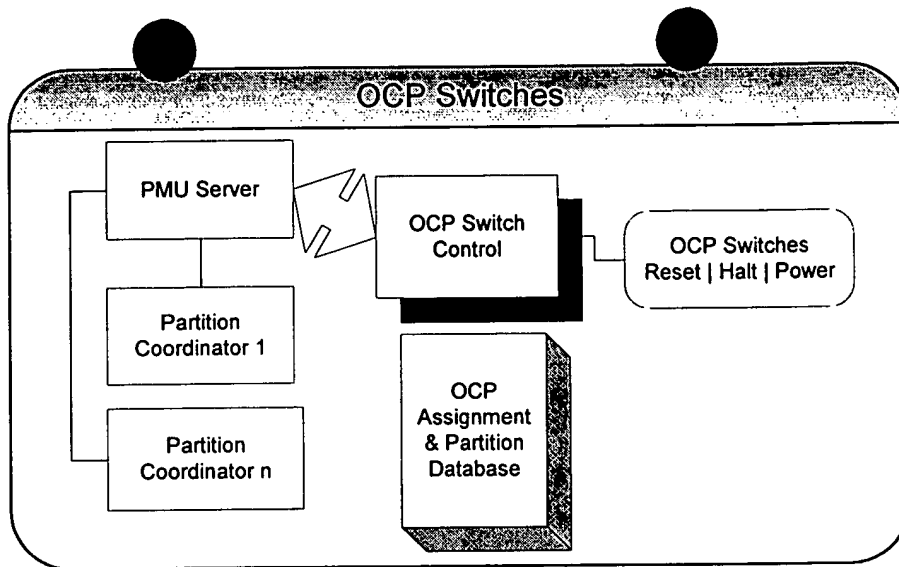 OCP Switches
PMU Server
OCP Switch
Control
OCP Switches
Reset | Halt | Power
Partition
Coordinator 1
OCP
Assignment
& Partition
Database
Partition
Coordinator n